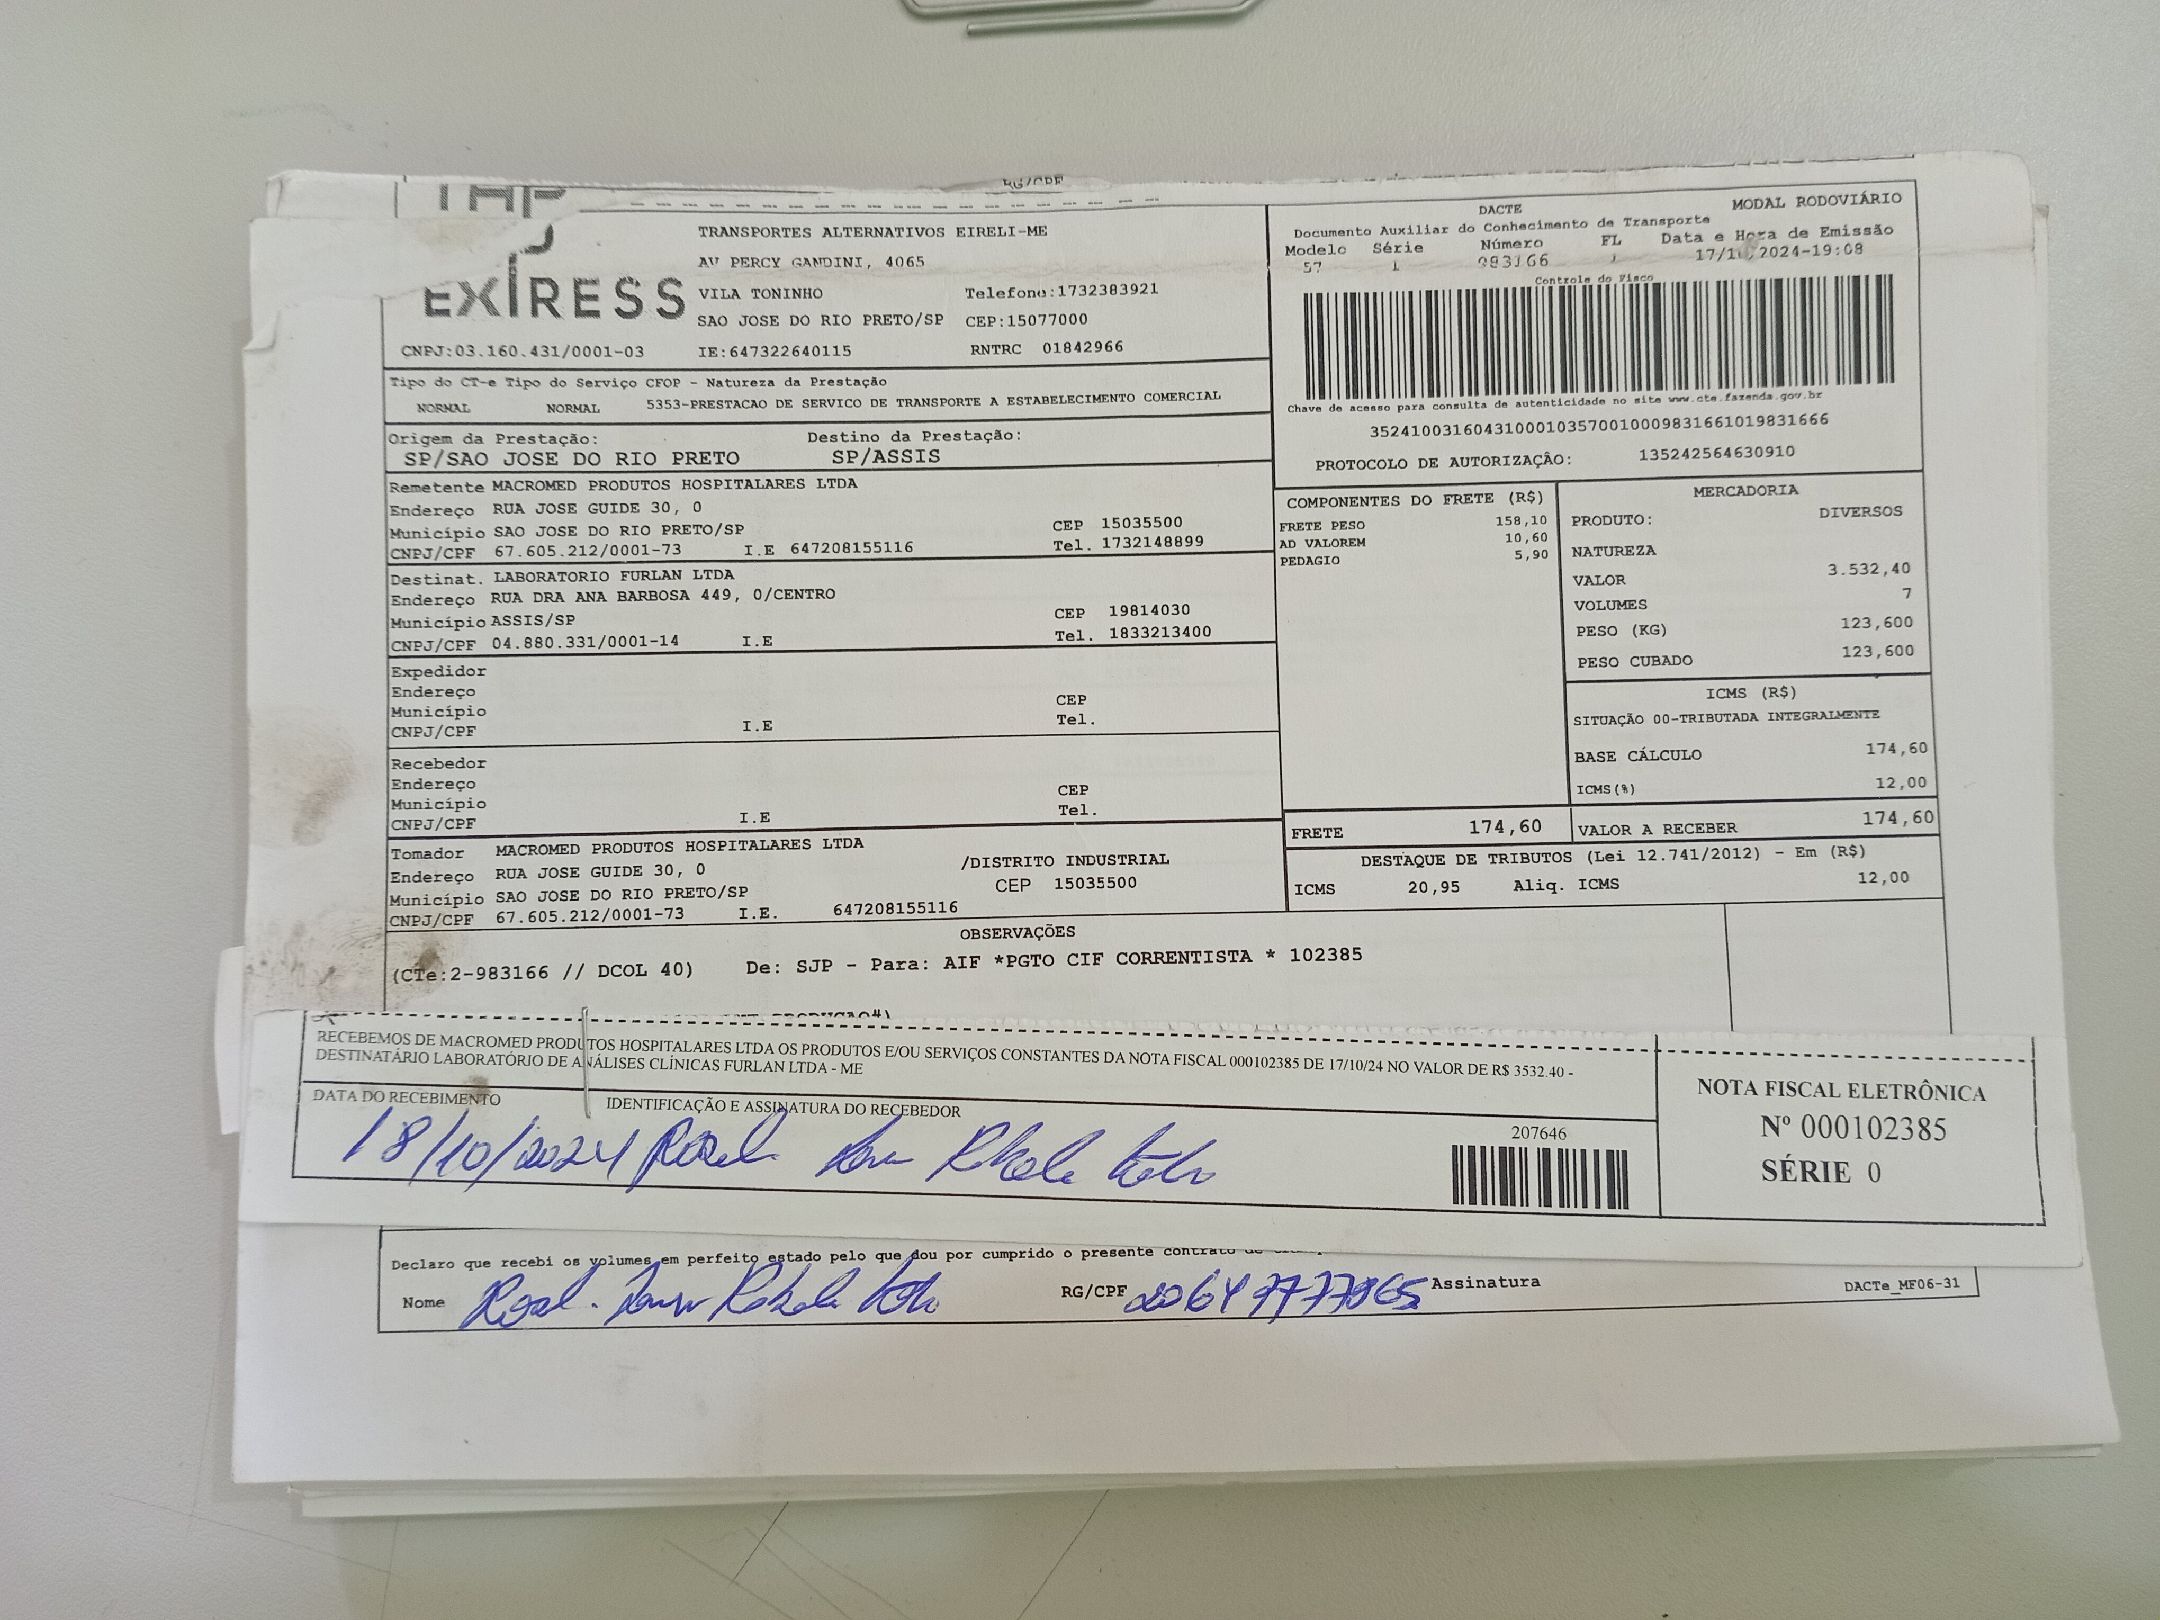 RG/CPF
EXPRESS
TRANSPORTES ALTERNATIVOS EIRELI-ME
AV PERCY GANDINI, 4065
VILA TONINHO Telefone:1732383921
SAO JOSE DO RIO PRETO/SP CEP:15077000
CNPJ:03.160.431/0001-03 IE:647322640115 RNTRC 01842966
DACTE MODAL RODOVIÁRIO
Documento Auxiliar do Conhecimento de Transporte
Modelo Série Número FL Data e Hora de Emissão
57 1 983166 1 17/10/2024-19:08
Controle do Fisco
Chave de acesso para consulta de autenticidade no site www.cte.fazenda.gov.br
35241003160431000103570010009831661019831666
PROTOCOLO DE AUTORIZAÇÃO: 135242564630910
Tipo do CT-e Tipo do Serviço CFOP - Natureza da Prestação
NORMAL NORMAL 5353-PRESTACAO DE SERVICO DE TRANSPORTE A ESTABELECIMENTO COMERCIAL
Origem da Prestação: Destino da Prestação:
SP/SAO JOSE DO RIO PRETO SP/ASSIS
Remetente MACROMED PRODUTOS HOSPITALARES LTDA
Endereço RUA JOSE GUIDE 30, 0
Município SAO JOSE DO RIO PRETO/SP CEP 15035500
CNPJ/CPF 67.605.212/0001-73 I.E 647208155116 Tel. 1732148899
Destinat. LABORATORIO FURLAN LTDA
Endereço RUA DRA ANA BARBOSA 449, 0/CENTRO
Município ASSIS/SP CEP 19814030
CNPJ/CPF 04.880.331/0001-14 I.E Tel. 1833213400
Expedidor
Endereço
Município CEP
CNPJ/CPF I.E Tel.
Recebedor
Endereço
Município CEP
CNPJ/CPF I.E Tel.
Tomador MACROMED PRODUTOS HOSPITALARES LTDA
Endereço RUA JOSE GUIDE 30, 0 /DISTRITO INDUSTRIAL
Município SAO JOSE DO RIO PRETO/SP CEP 15035500
CNPJ/CPF 67.605.212/0001-73 I.E. 647208155116
COMPONENTES DO FRETE (R$)
FRETE PESO 158,10
AD VALOREM 10,60
PEDAGIO 5,90
MERCADORIA
PRODUTO: DIVERSOS
NATUREZA
VALOR 3.532,40
VOLUMES 7
PESO (KG) 123,600
PESO CUBADO 123,600
ICMS (R$)
SITUAÇÃO 00-TRIBUTADA INTEGRALMENTE
BASE CÁLCULO 174,60
ICMS(%) 12,00
FRETE 174,60 VALOR A RECEBER 174,60
DESTAQUE DE TRIBUTOS (Lei 12.741/2012) - Em (R$)
ICMS 20,95 Aliq. ICMS 12,00
OBSERVAÇÕES
(CTe:2-983166 // DCOL 40) De: SJP - Para: AIF *PGTO CIF CORRENTISTA * 102385
RECEBEMOS DE MACROMED PRODUTOS HOSPITALARES LTDA OS PRODUTOS E/OU SERVIÇOS CONSTANTES DA NOTA FISCAL 000102385 DE 17/10/24 NO VALOR DE R$ 3532.40 -
DESTINATÁRIO LABORATÓRIO DE ANÁLISES CLÍNICAS FURLAN LTDA - ME
DATA DO RECEBIMENTO IDENTIFICAÇÃO E ASSINATURA DO RECEBEDOR
18/10/2024
207646
NOTA FISCAL ELETRÔNICA
Nº 000102385
SÉRIE 0
Declaro que recebi os volumes em perfeito estado pelo que dou por cumprido o presente contrato de
Nome RG/CPF Assinatura
DACTe_MF06-31